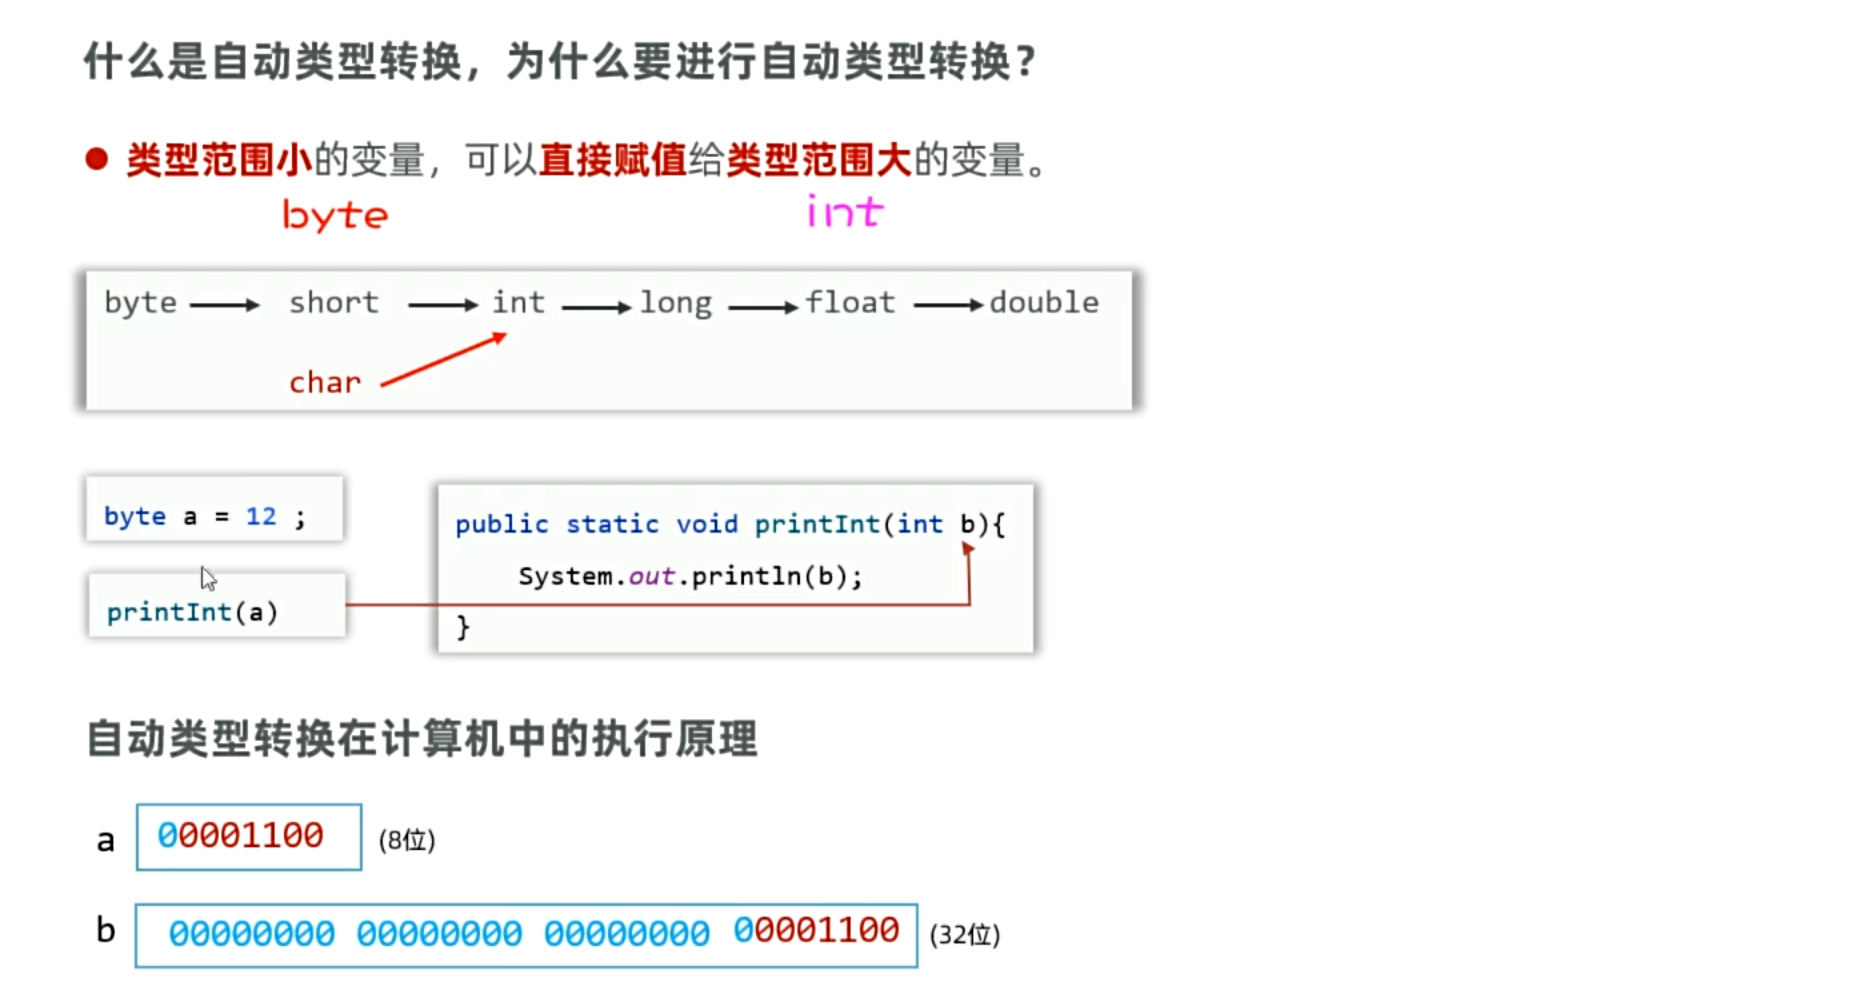 什么是自动类型转换，为什么要进行自动类型转换？
类型范围小的变量，可以直接赋值给类型范围大的变量。
byte int
byte short int long float double
char
byte a = 12 ;
printInt(a)
public static void printInt(int b){
System.out.println(b);
}
自动类型转换在计算机中的执行原理
a 00001100 (8位)
b 00000000 00000000 00000000 00001100 (32位)